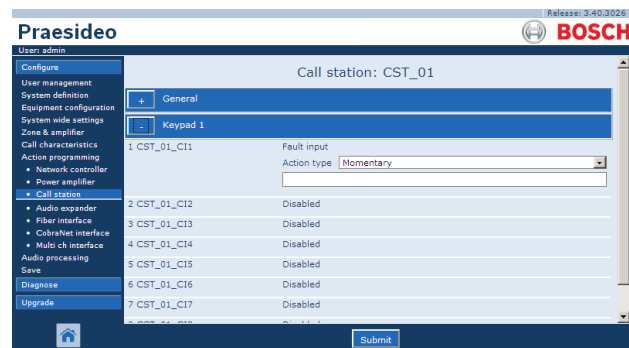 Release: 3.40.3026
Praesideo
BOSCH
User: admin
Configure
User management
System definition
Equipment configuration
System wide settings
Zone & amplifier
Call characteristics
Action programming
• Network controller
• Power amplifier
• Call station
• Audio expander
• Fiber interface
• CobraNet interface
• Multi ch interface
Audio processing
Save
Diagnose
Upgrade
Call station: CST_01
+ General
- Keypad 1
1 CST_01_CI1 Fault input
Action type Momentary
2 CST_01_CI2 Disabled
3 CST_01_CI3 Disabled
4 CST_01_CI4 Disabled
5 CST_01_CI5 Disabled
6 CST_01_CI6 Disabled
7 CST_01_CI7 Disabled
Submit